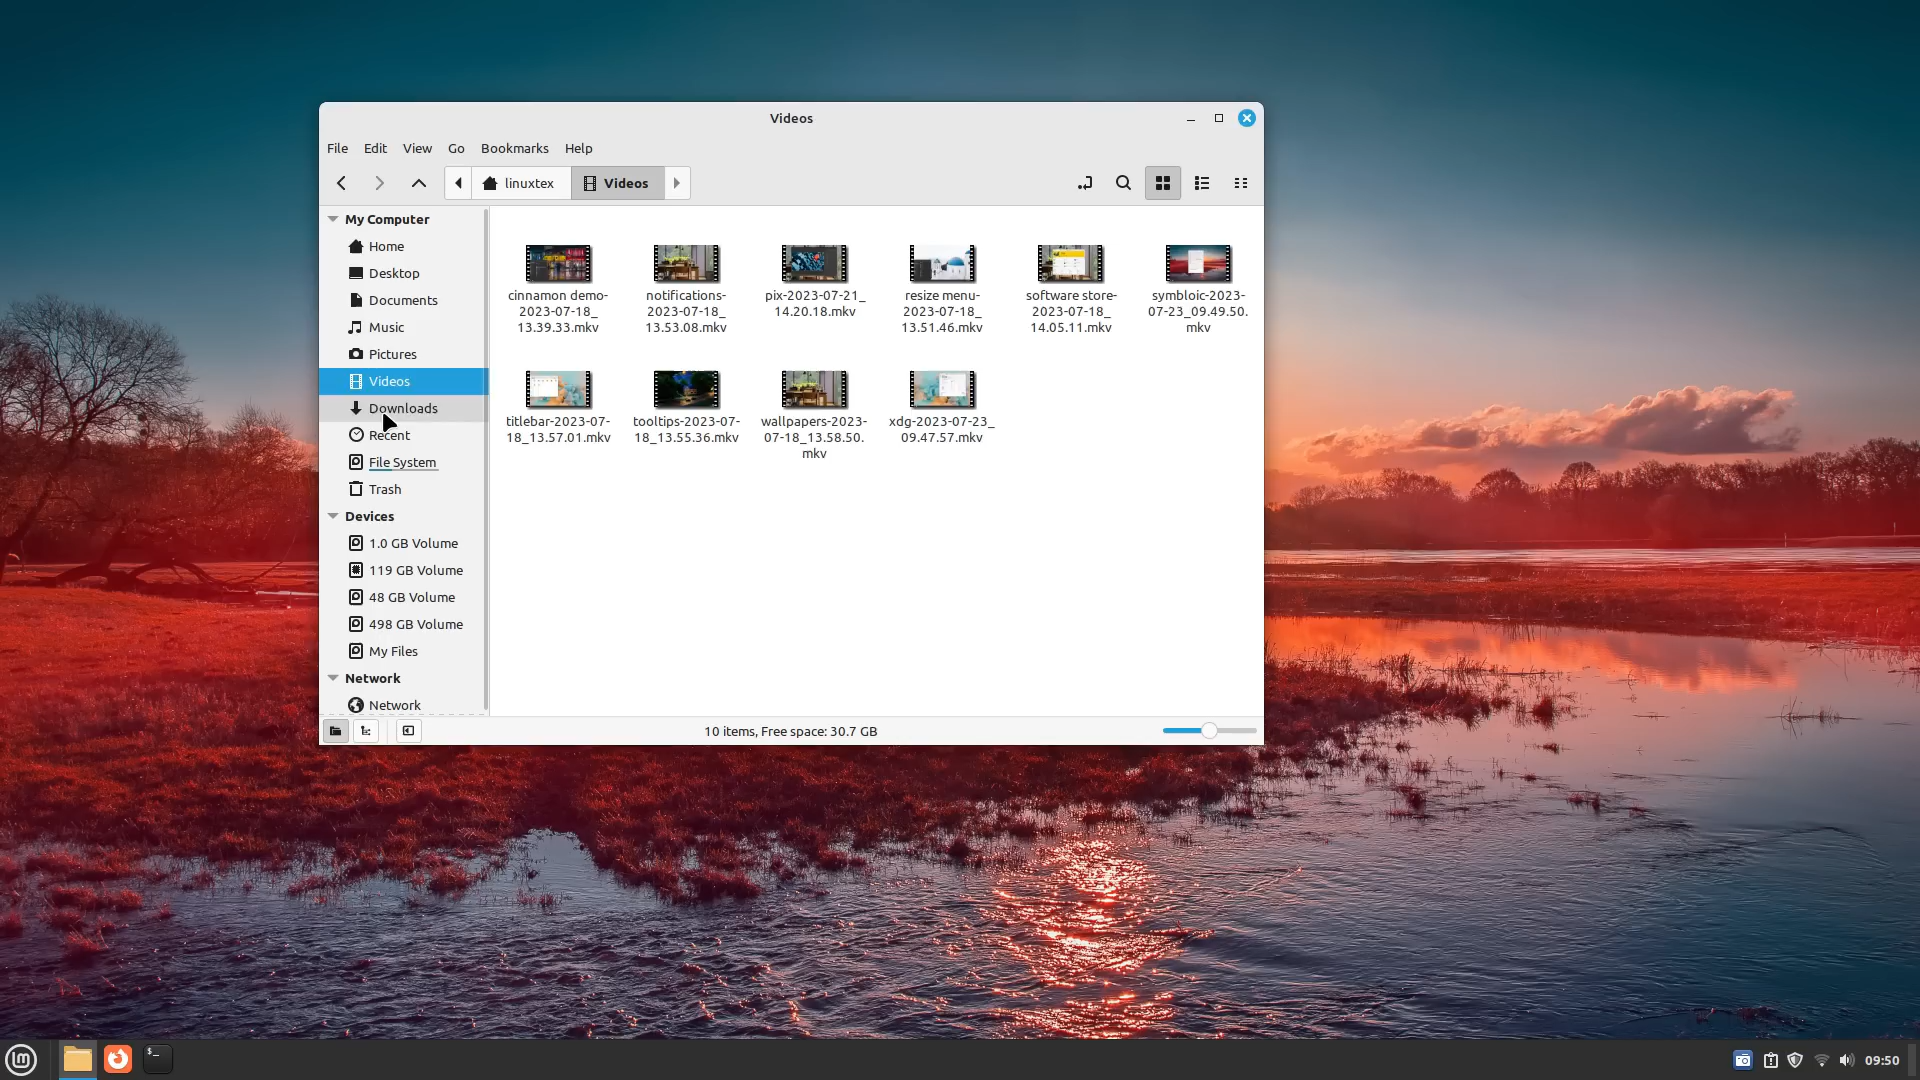 Videos
File Edit View Go Bookmarks Help
linuxtex Videos
My Computer
Home
Desktop
Documents
Music
Pictures
Videos
Downloads
Recent
File System
Trash
Devices
1.0 GB Volume
119 GB Volume
48 GB Volume
498 GB Volume
My Files
Network
Network
cinnamon demo-
2023-07-18_
13.39.33.mkv
notifications-
2023-07-18_
13.53.08.mkv
pix-2023-07-21_
14.20.18.mkv
resize menu-
2023-07-18_
13.51.46.mkv
software store-
2023-07-18_
14.05.11.mkv
symbloic-2023-
07-23_09.49.50.
mkv
titlebar-2023-07-
18_13.57.01.mkv
tooltips-2023-07-
18_13.55.36.mkv
wallpapers-2023-
07-18_13.58.50.
mkv
xdg-2023-07-23_
09.47.57.mkv
10 items, Free space: 30.7 GB
lm
$_
09:50